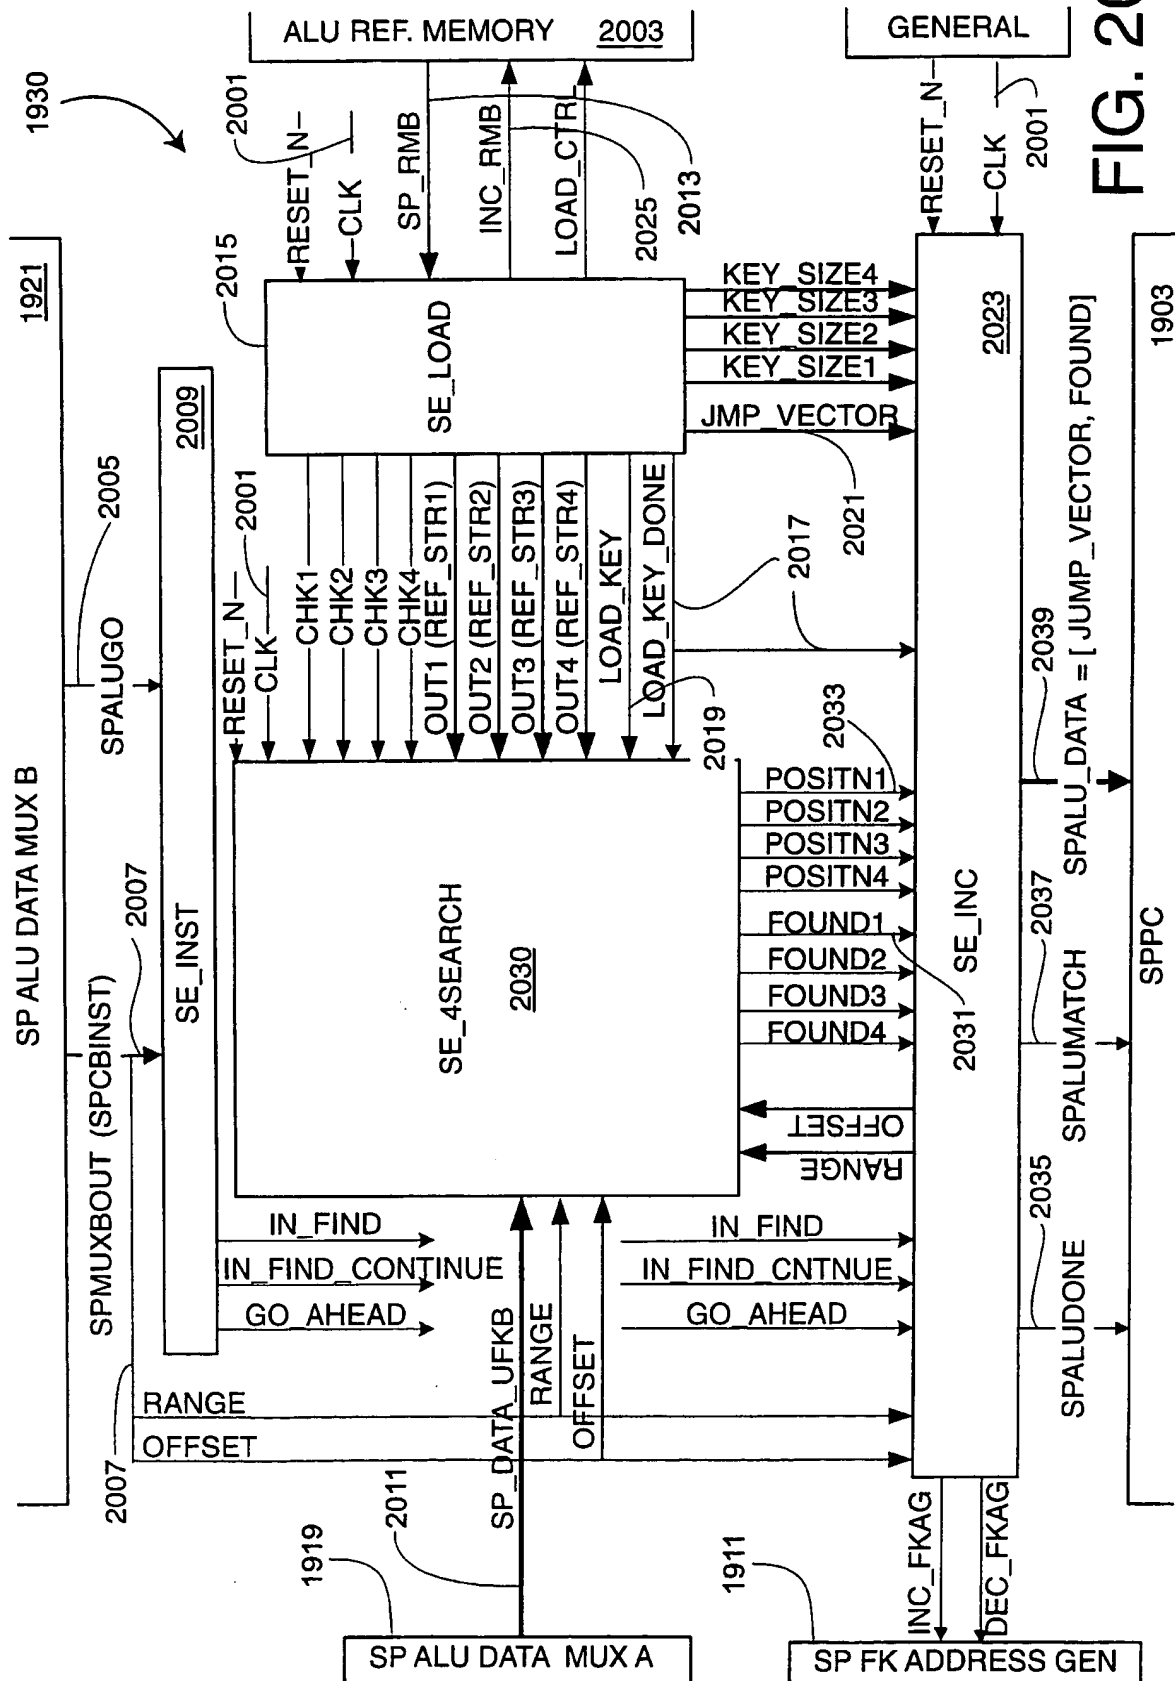 FIG. 20
1930
SP ALU DATA MUX B
1921
SPMUXBOUT (SPCBINST)
2007
SPALUGO
2005
2007
SE_INST
2009
RANGE
OFFSET
IN_FIND
IN_FIND_CONTINUE
GO_AHEAD
RESET_N
CLK
2001
ALU REF. MEMORY
2003
RESET_N
CLK
2001
SP_RMB
2013
INC_RMB
2025
LOAD_CTRL
SE_LOAD
2015
CHK1
CHK2
CHK3
CHK4
OUT1 (REF_STR1)
OUT2 (REF_STR2)
OUT3 (REF_STR3)
OUT4 (REF_STR4)
LOAD_KEY
2019
LOAD_KEY_DONE
2017
KEY_SIZE4
KEY_SIZE3
KEY_SIZE2
KEY_SIZE1
JMP_VECTOR
2021
SE_4SEARCH
2030
1919
SP ALU DATA MUX A
2011
SP_DATA_UFKB
RANGE
OFFSET
IN_FIND
IN_FIND_CNTNUE
GO_AHEAD
RANGE
OFFSET
FOUND4
FOUND3
FOUND2
FOUND1
2031
POSITN4
POSITN3
POSITN2
POSITN1
2033
GENERAL
RESET_N
CLK
2001
SE_INC
2023
1911
SP FK ADDRESS GEN
INC_FKAG
DEC_FKAG
SPALUDONE
2035
SPALUMATCH
2037
SPALU_DATA = [ JUMP_VECTOR, FOUND]
2039
SPPC
1903